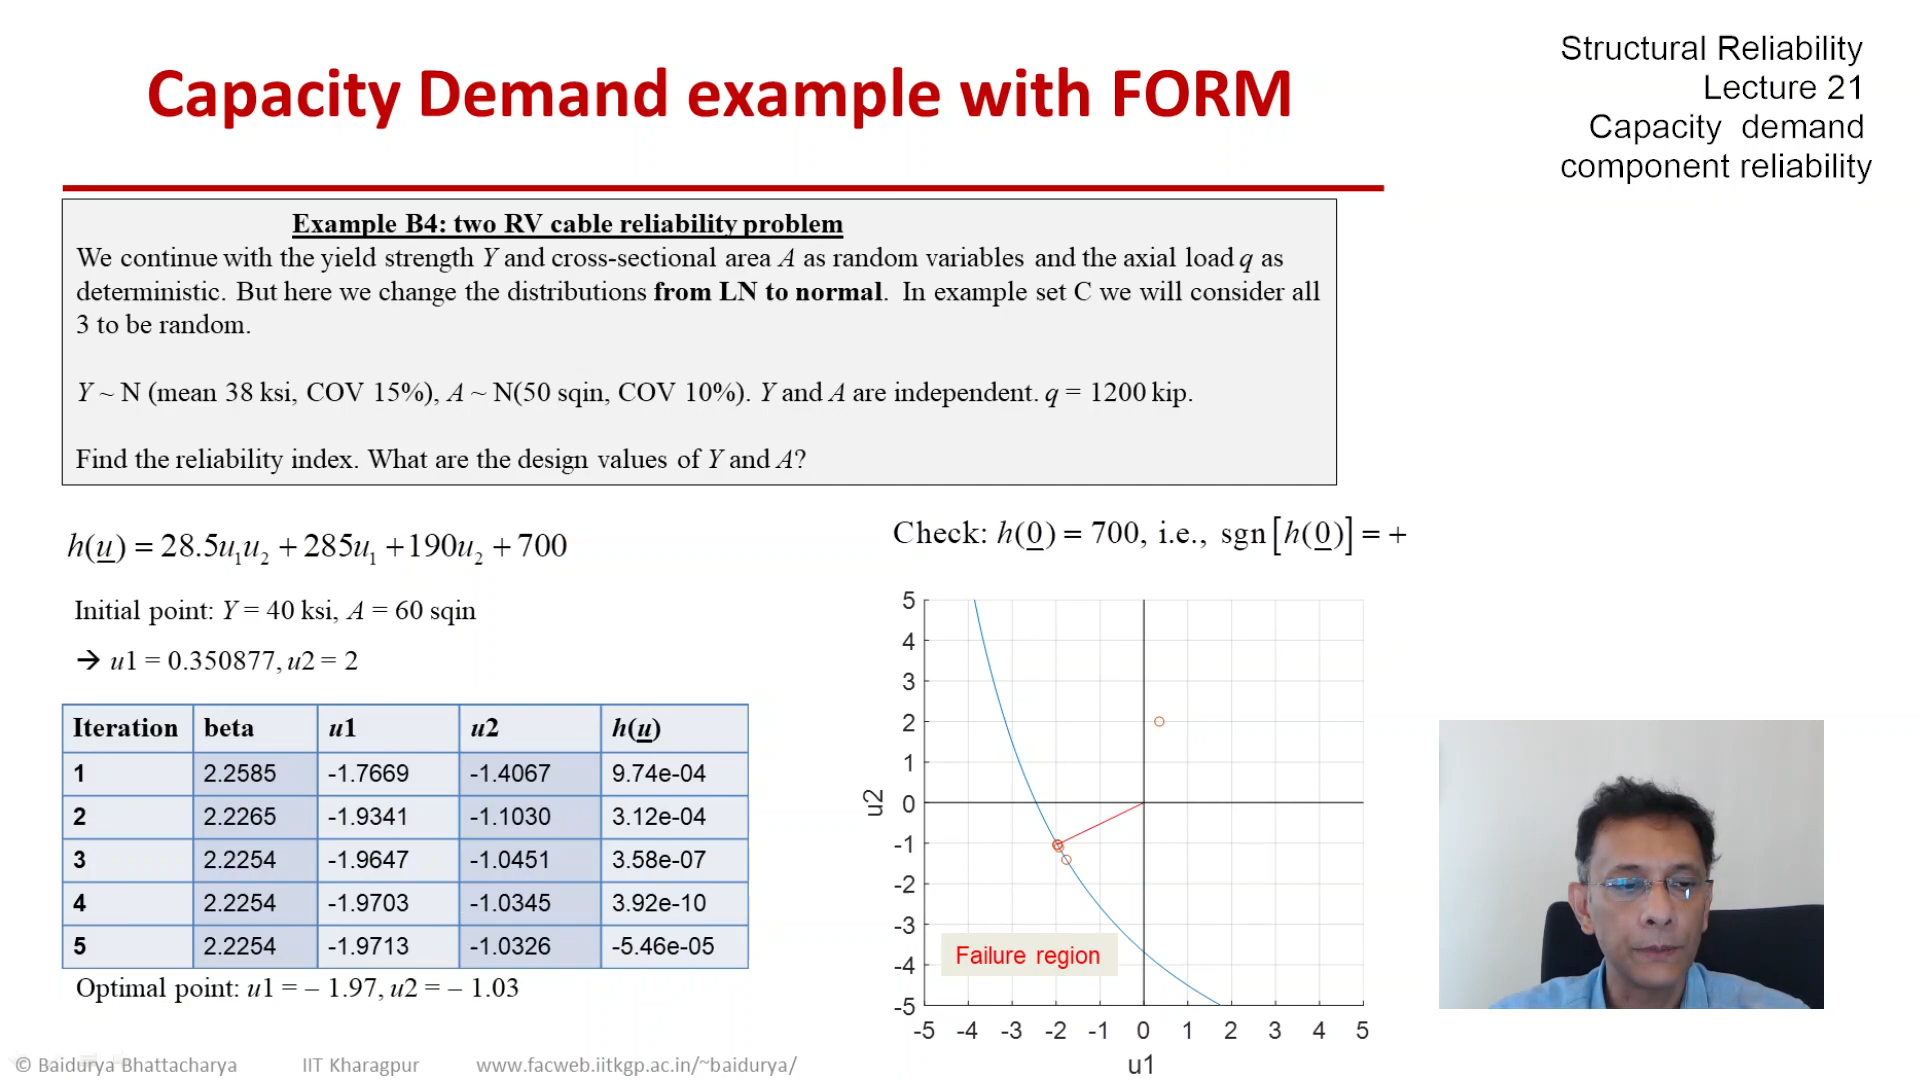 Capacity Demand example with FORM
Structural Reliability
Lecture 21
Capacity demand
component reliability
Example B4: two RV cable reliability problem
We continue with the yield strength Y and cross-sectional area A as random variables and the axial load q as
deterministic. But here we change the distributions from LN to normal. In example set C we will consider all
3 to be random.
Y ~ N (mean 38 ksi, COV 15%), A ~ N(50 sqin, COV 10%). Y and A are independent. q = 1200 kip.
Find the reliability index. What are the design values of Y and A?
h(u) = 28.5u₁u₂ + 285u₁ + 190u₂ + 700
Check: h(0) = 700, i.e., sgn[h(0)] = +
Initial point: Y = 40 ksi, A = 60 sqin
→ u1 = 0.350877, u2 = 2
Iteration beta u1 u2 h(u)
1 2.2585 -1.7669 -1.4067 9.74e-04
2 2.2265 -1.9341 -1.1030 3.12e-04
3 2.2254 -1.9647 -1.0451 3.58e-07
4 2.2254 -1.9703 -1.0345 3.92e-10
5 2.2254 -1.9713 -1.0326 -5.46e-05
Optimal point: u1 = – 1.97, u2 = – 1.03
5
4
3
2
1
0
-1
-2
-3
-4
-5
u2
Failure region
-5 -4 -3 -2 -1 0 1 2 3 4 5
u1
© Baidurya Bhattacharya IIT Kharagpur www.facweb.iitkgp.ac.in/~baidurya/